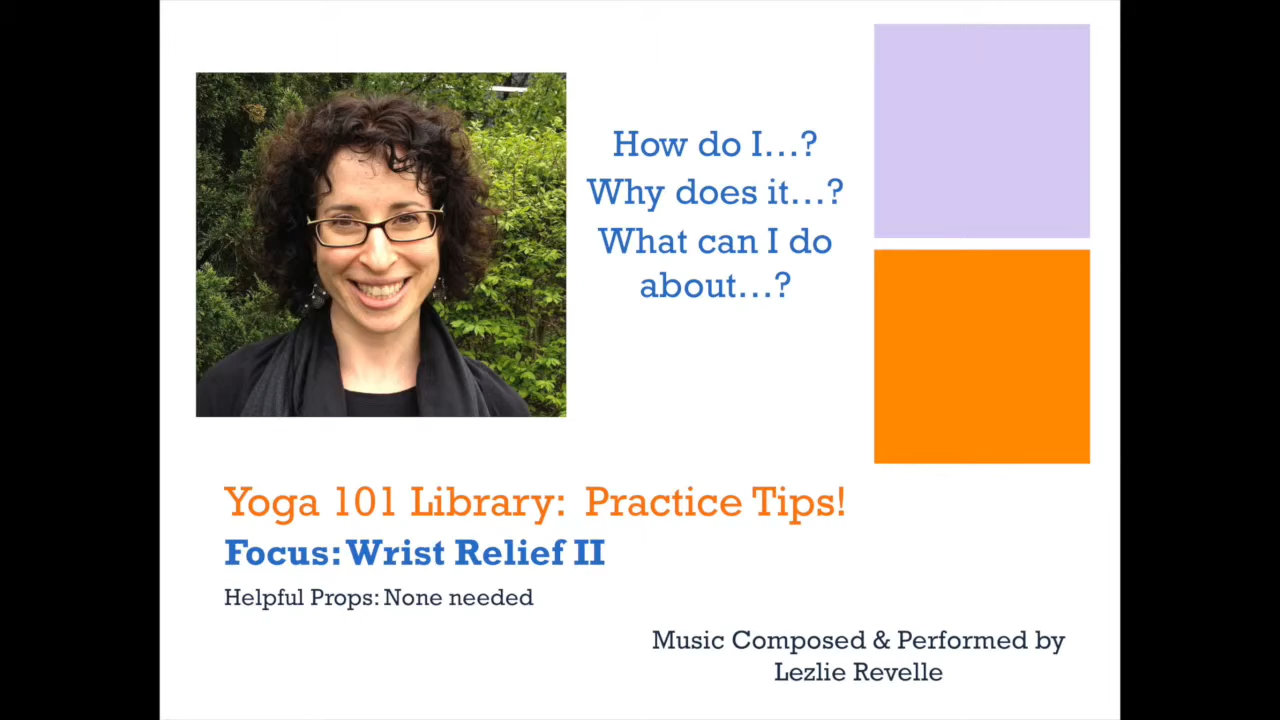 How do I…?
Why does it…?
What can I do
about…?
Yoga 101 Library: Practice Tips!
Focus: Wrist Relief II
Helpful Props: None needed
Music Composed & Performed by
Lezlie Revelle